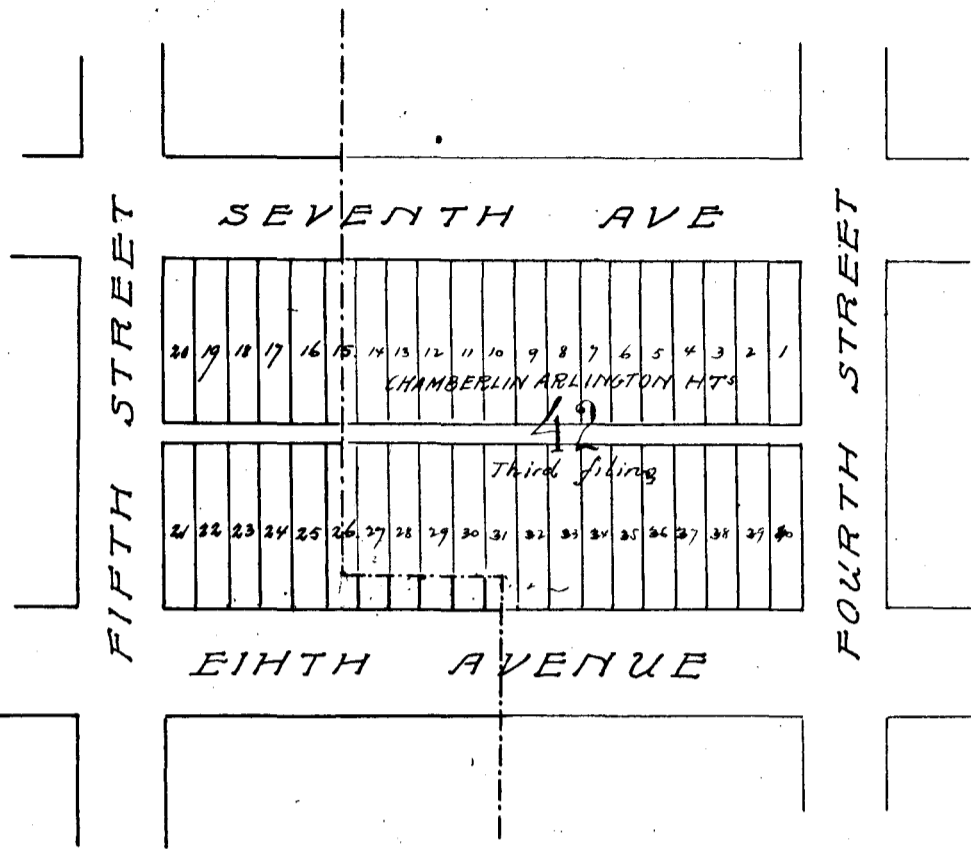 SEVENTH AVE
FIFTH STREET
FOURTH STREET
20 19 18 17 16 15 14 13 12 11 10 9 8 7 6 5 4 3 2 1
CHAMBERLIN ARLINGTON HTS
42
Third filing
21 22 23 24 25 26 27 28 29 30 31 32 33 34 35 36 37 38 39 40
EIHTH AVENUE